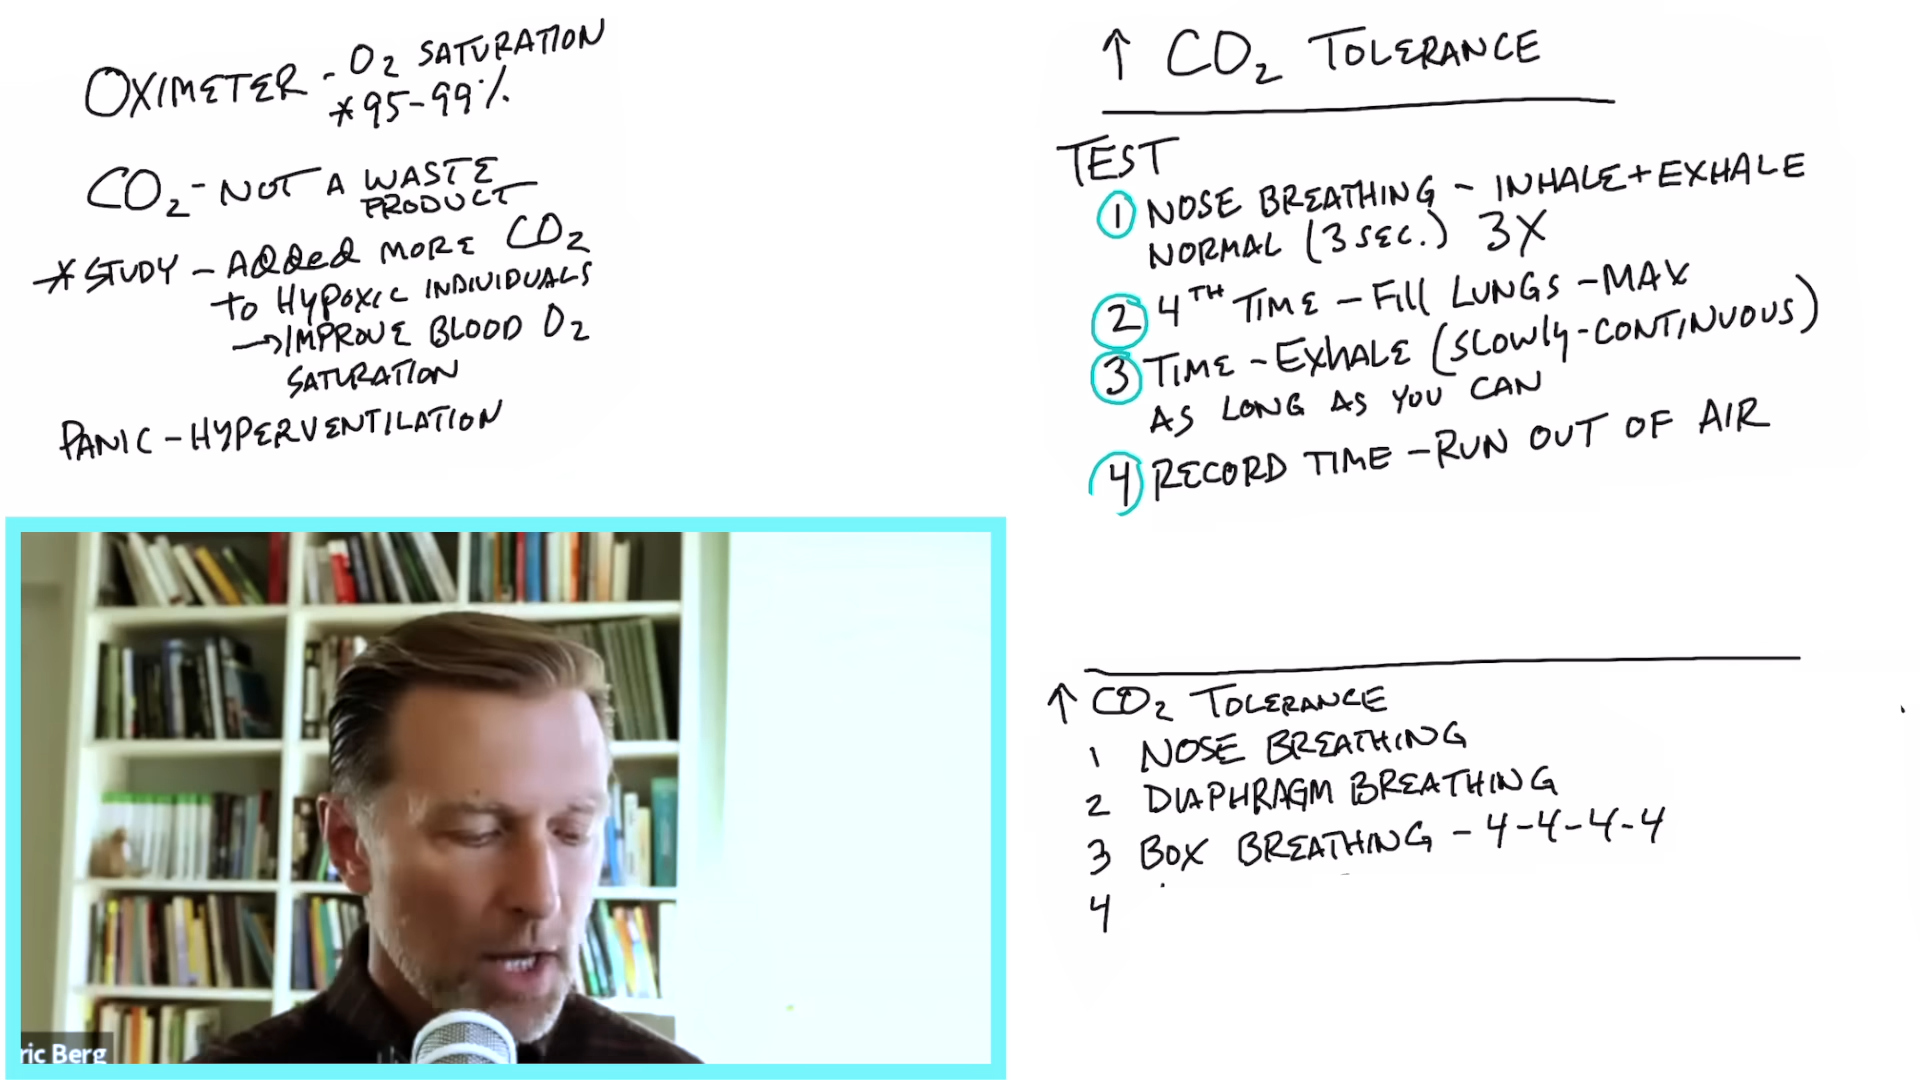 OXIMETER - O2 SATURATION
*95-99%
CO2 - NOT A WASTE
PRODUCT
*STUDY - ADDED MORE CO2
TO HYPOXIC INDIVIDUALS
→IMPROVE BLOOD O2
SATURATION
PANIC - HYPERVENTILATION
↑ CO2 TOLERANCE
TEST
1 NOSE BREATHING - INHALE+EXHALE
NORMAL (3 SEC.) 3X
2 4TH TIME - FILL LUNGS - MAX
3 TIME - EXHALE (SLOWLY-CONTINUOUS)
AS LONG AS YOU CAN
4 RECORD TIME - RUN OUT OF AIR
↑ CO2 TOLERANCE
1 NOSE BREATHING
2 DIAPHRAGM BREATHING
3 BOX BREATHING - 4-4-4-4
4
ric Berg